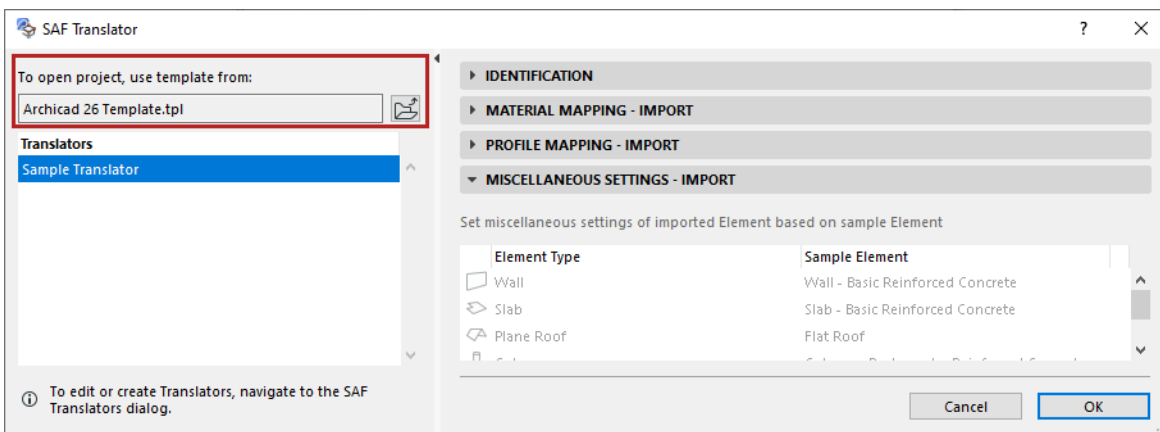 SAF Translator
?
To open project, use template from:
Archicad 26 Template.tpl
Translators
Sample Translator
To edit or create Translators, navigate to the SAF
Translators dialog.
IDENTIFICATION
MATERIAL MAPPING - IMPORT
PROFILE MAPPING - IMPORT
MISCELLANEOUS SETTINGS - IMPORT
Set miscellaneous settings of imported Element based on sample Element
Element Type Sample Element
Wall Wall - Basic Reinforced Concrete
Slab Slab - Basic Reinforced Concrete
Plane Roof Flat Roof
Cancel OK